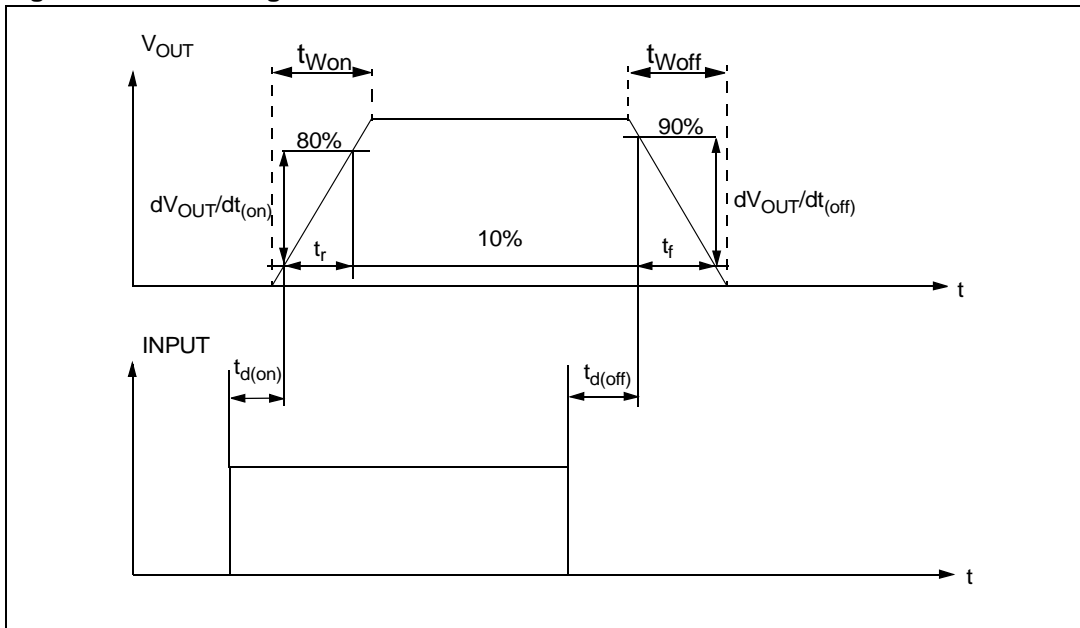 V_OUT
t_Won
t_Woff
80%
90%
dV_OUT/dt_(on)
dV_OUT/dt_(off)
t_r
10%
t_f
t
INPUT
t_d(on)
t_d(off)
t